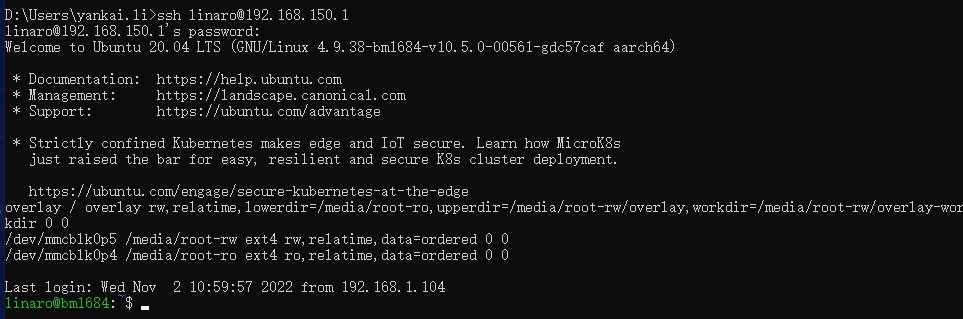 D:\Users\yankai.li>ssh linaro@192.168.150.1
linaro@192.168.150.1's password:
Welcome to Ubuntu 20.04 LTS (GNU/Linux 4.9.38-bm1684-v10.5.0-00561-gdc57caf aarch64)
 * Documentation:  https://help.ubuntu.com
 * Management:     https://landscape.canonical.com
 * Support:        https://ubuntu.com/advantage
 * Strictly confined Kubernetes makes edge and IoT secure. Learn how MicroK8s
   just raised the bar for easy, resilient and secure K8s cluster deployment.
   https://ubuntu.com/engage/secure-kubernetes-at-the-edge
overlay / overlay rw,relatime,lowerdir=/media/root-ro,upperdir=/media/root-rw/overlay,workdir=/media/root-rw/overlay-wor
kdir 0 0
/dev/mmcblk0p5 /media/root-rw ext4 rw,relatime,data=ordered 0 0
/dev/mmcblk0p4 /media/root-ro ext4 ro,relatime,data=ordered 0 0
Last login: Wed Nov  2 10:59:57 2022 from 192.168.1.104
linaro@bm1684:~$